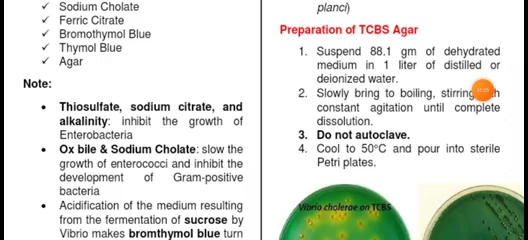 ✓ Sodium Cholate
✓ Ferric Citrate
✓ Bromothymol Blue
✓ Thymol Blue
✓ Agar
Note:
• Thiosulfate, sodium citrate, and
alkalinity: inhibit the growth of
Enterobacteria
• Ox bile & Sodium Cholate: slow the
growth of enterococci and inhibit the
development of Gram-positive
bacteria
• Acidification of the medium resulting
from the fermentation of sucrose by
Vibrio makes bromthymol blue turn
planci)
Preparation of TCBS Agar
1. Suspend 88.1 gm of dehydrated
medium in 1 liter of distilled or
deionized water.
2. Slowly bring to boiling, stirring
constant agitation until complete
dissolution.
3. Do not autoclave.
4. Cool to 50°C and pour into sterile
Petri plates.
Vibrio cholerae on TCBS